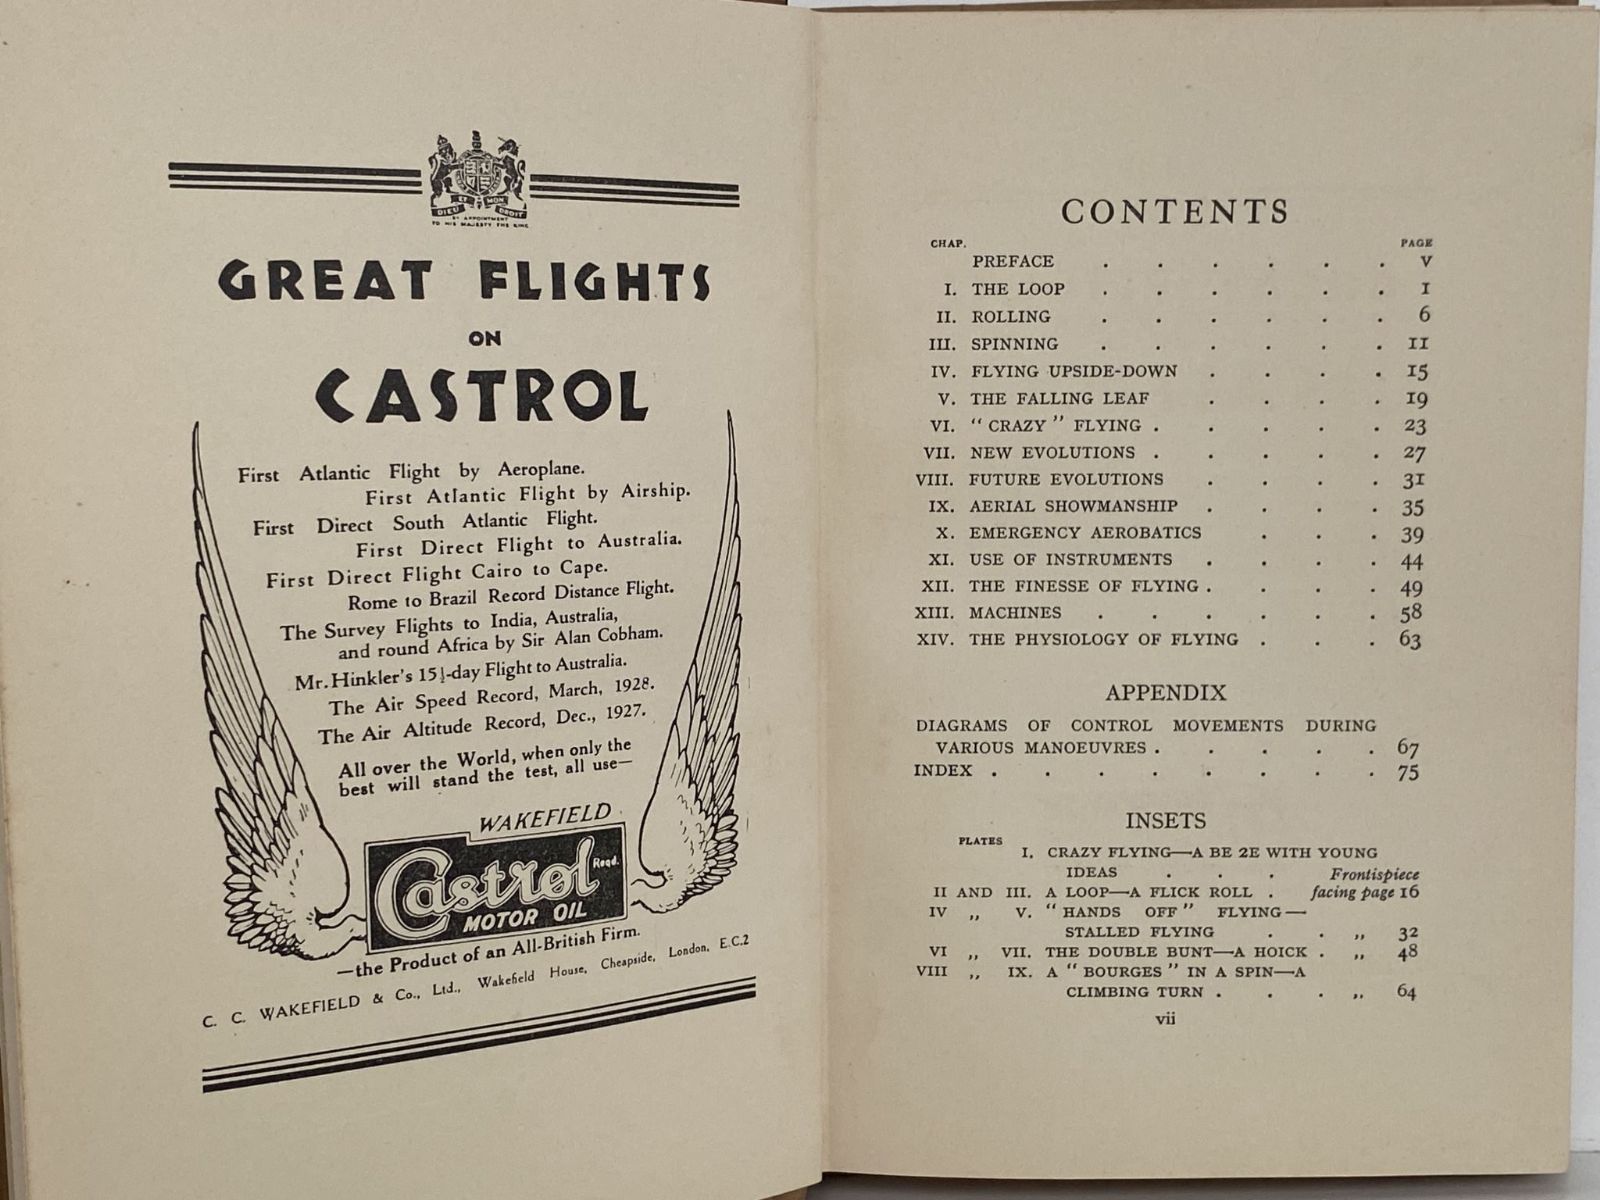 DIEU ET MON DROIT
BY APPOINTMENT
TO HIS MAJESTY THE KING
GREAT FLIGHTS
ON
CASTROL
First Atlantic Flight by Aeroplane.
First Atlantic Flight by Airship.
First Direct South Atlantic Flight.
First Direct Flight to Australia.
First Direct Flight Cairo to Cape.
Rome to Brazil Record Distance Flight.
The Survey Flights to India, Australia,
and round Africa by Sir Alan Cobham.
Mr. Hinkler's 15½-day Flight to Australia.
The Air Speed Record, March, 1928.
The Air Altitude Record, Dec., 1927.
All over the World, when only the
best will stand the test, all use—
WAKEFIELD
Castrol Regd.
MOTOR OIL
—the Product of an All-British Firm.
C. C. WAKEFIELD & Co., Ltd., Wakefield House, Cheapside, London, E.C.2
CONTENTS
CHAP. PAGE
PREFACE . . . . . . V
I. THE LOOP . . . . . . 1
II. ROLLING . . . . . . 6
III. SPINNING . . . . . . 11
IV. FLYING UPSIDE-DOWN . . . . 15
V. THE FALLING LEAF . . . . 19
VI. "CRAZY" FLYING . . . . . 23
VII. NEW EVOLUTIONS . . . . . 27
VIII. FUTURE EVOLUTIONS . . . . 31
IX. AERIAL SHOWMANSHIP . . . . 35
X. EMERGENCY AEROBATICS . . . 39
XI. USE OF INSTRUMENTS . . . . 44
XII. THE FINESSE OF FLYING . . . . 49
XIII. MACHINES . . . . . . 58
XIV. THE PHYSIOLOGY OF FLYING . . . 63
APPENDIX
DIAGRAMS OF CONTROL MOVEMENTS DURING
VARIOUS MANOEUVRES . . . . . 67
INDEX . . . . . . . . 75
INSETS
PLATES
I. CRAZY FLYING—A BE 2E WITH YOUNG
IDEAS . . . Frontispiece
II AND III. A LOOP—A FLICK ROLL . facing page 16
IV ,, V. "HANDS OFF" FLYING—
STALLED FLYING . . ,, 32
VI ,, VII. THE DOUBLE BUNT—A HOICK . ,, 48
VIII ,, IX. A "BOURGES" IN A SPIN—A
CLIMBING TURN . . . ,, 64
vii